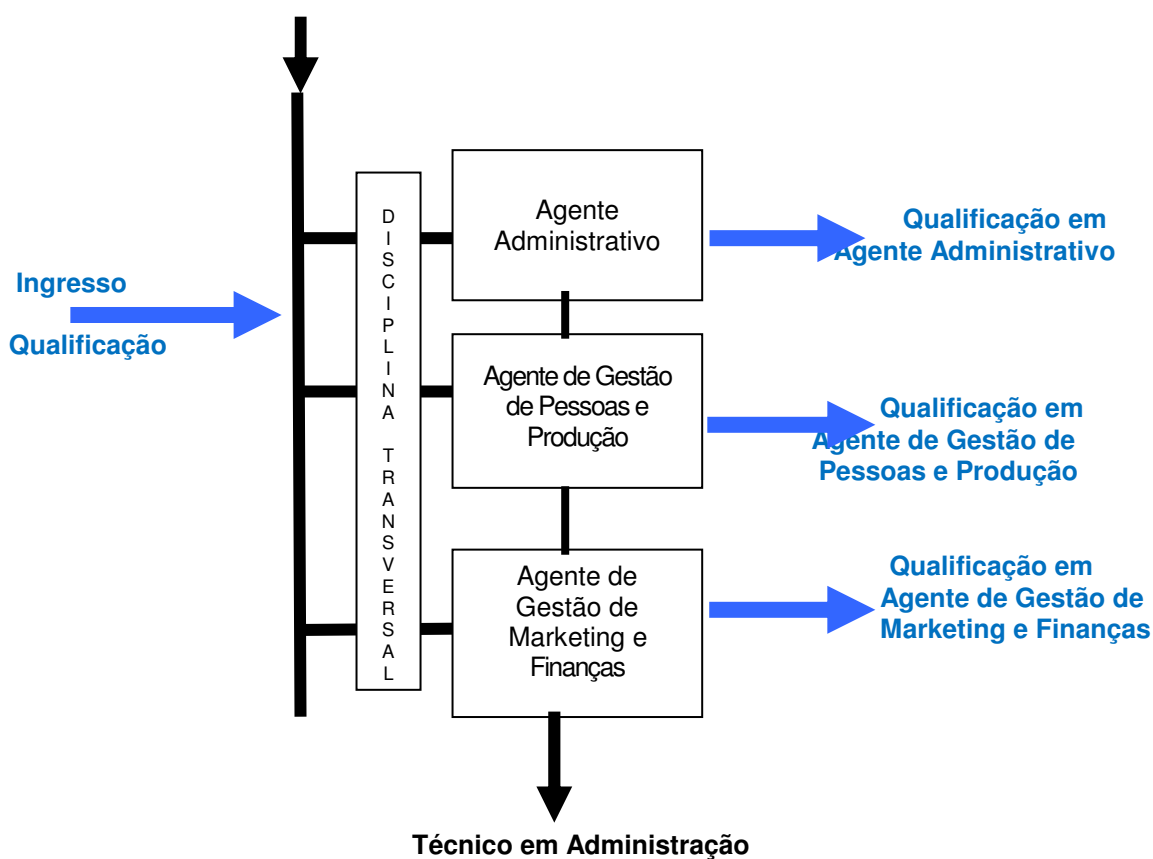 Ingresso
Qualificação
DISCIPLINA TRANSVERSAL
Agente
Administrativo
Qualificação em
Agente Administrativo
Agente de Gestão
de Pessoas e
Produção
Qualificação em
Agente de Gestão de
Pessoas e Produção
Agente de
Gestão de
Marketing e
Finanças
Qualificação em
Agente de Gestão de
Marketing e Finanças
Técnico em Administração